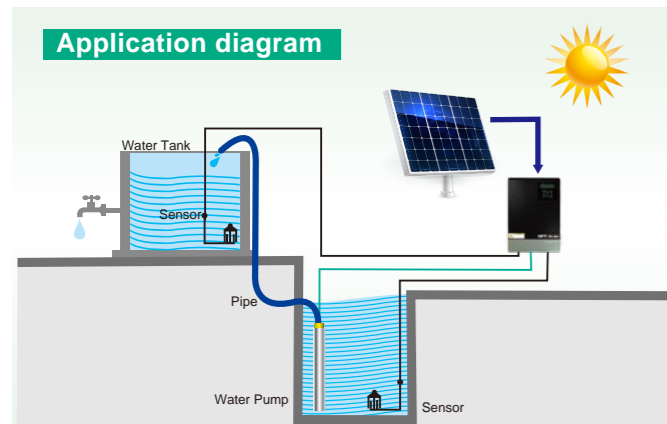 Application diagram
Water Tank
Sensor
Pipe
Water Pump
Sensor